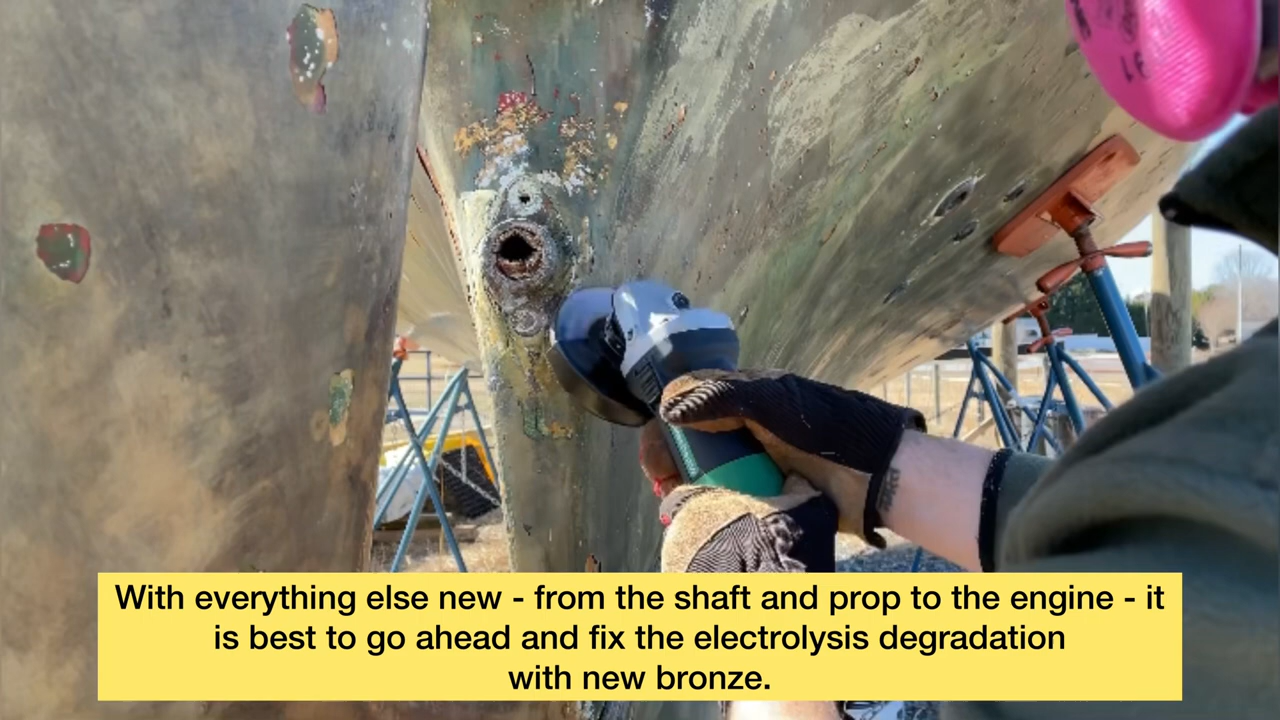 With everything else new - from the shaft and prop to the engine - it
is best to go ahead and fix the electrolysis degradation
with new bronze.